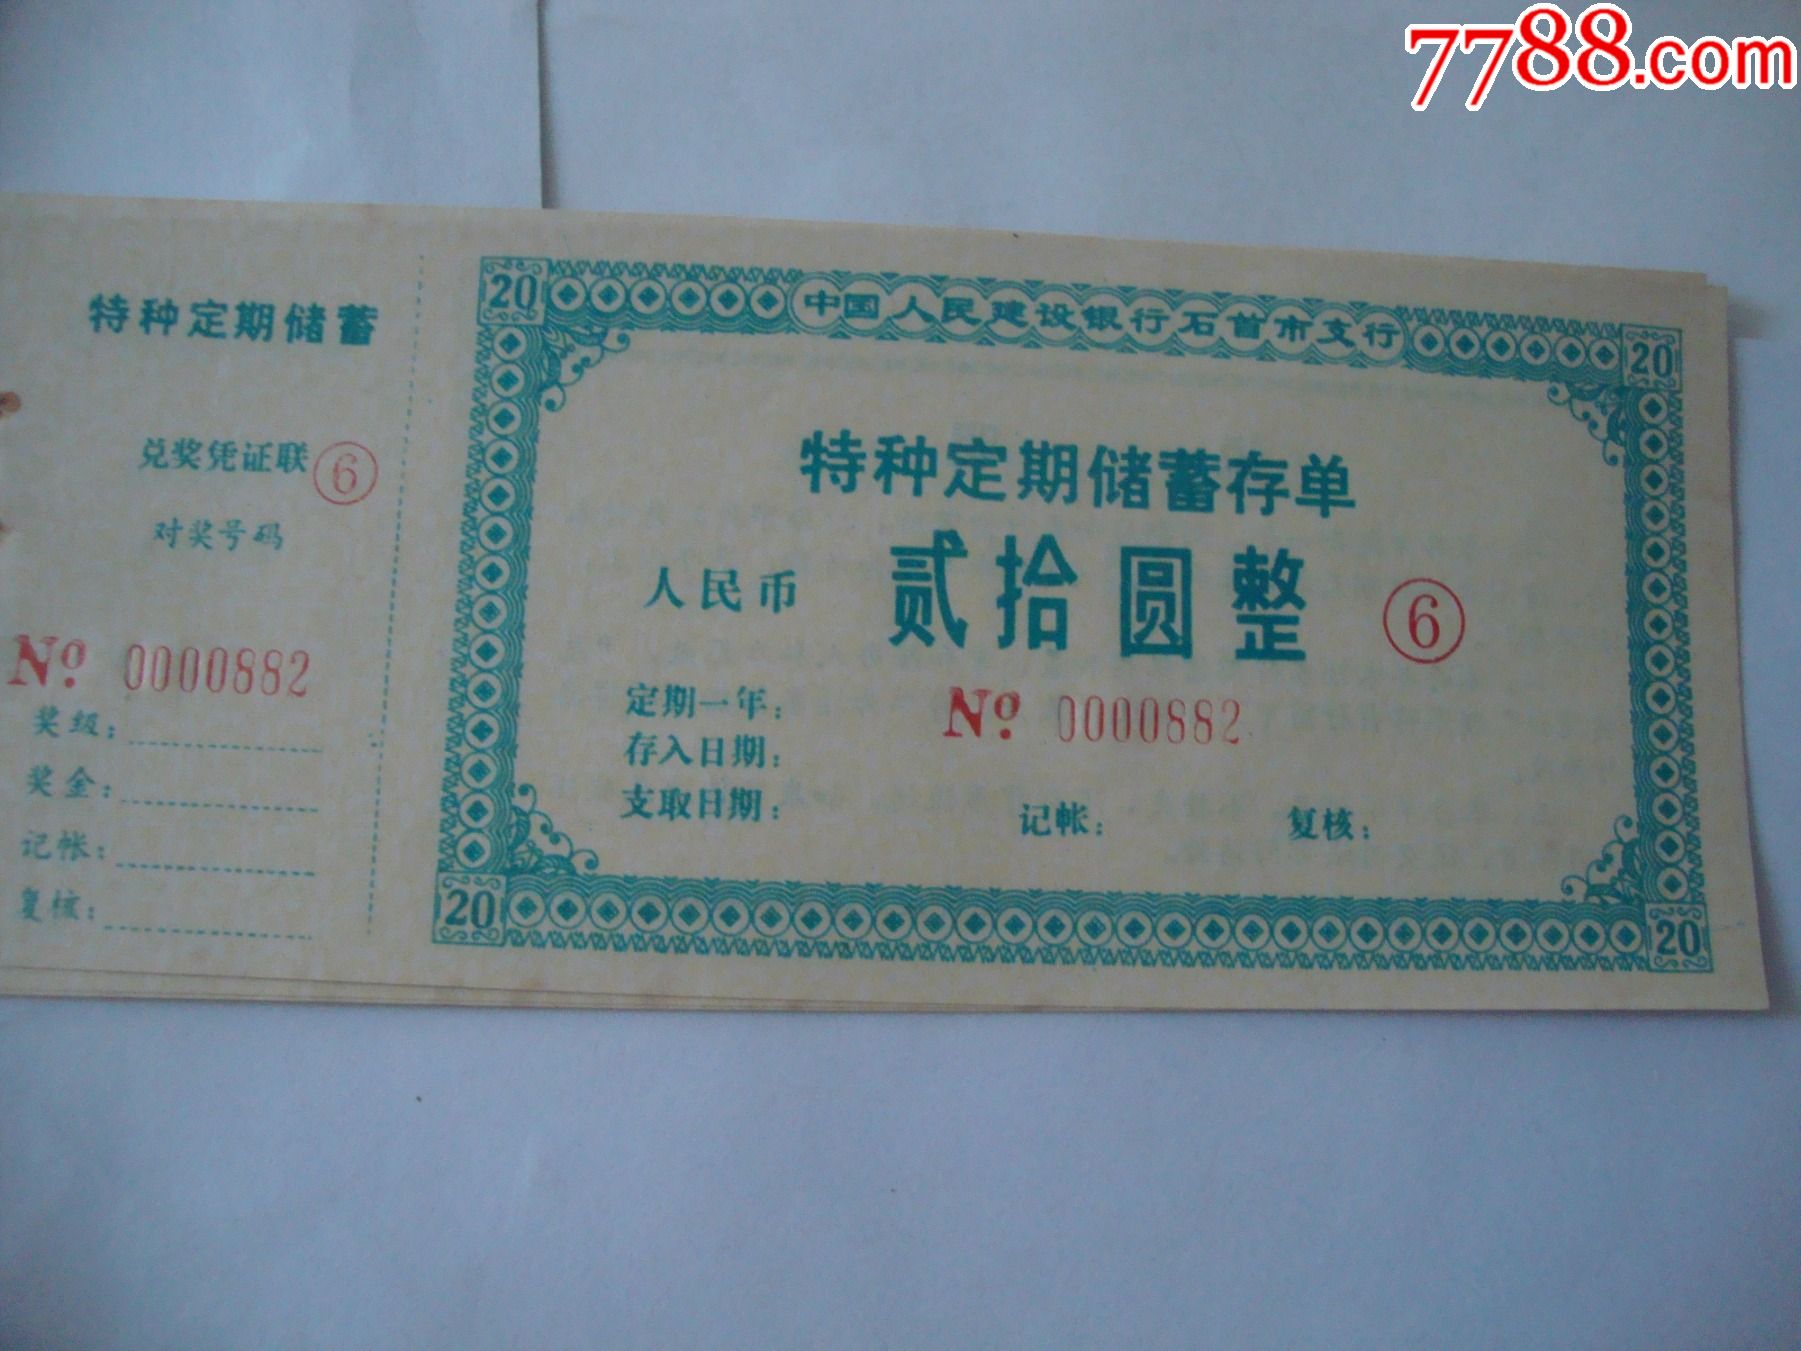 7788.com
特种定期储蓄
兑奖凭证联 ⑥
对奖号码
No. 0000882
奖级：
奖金：
记帐：
复核：
20 中国人民建设银行石首市支行 20
特种定期储蓄存单
人民币 贰拾圆整 ⑥
定期一年： No. 0000882
存入日期：
支取日期： 记帐： 复核：
20 20